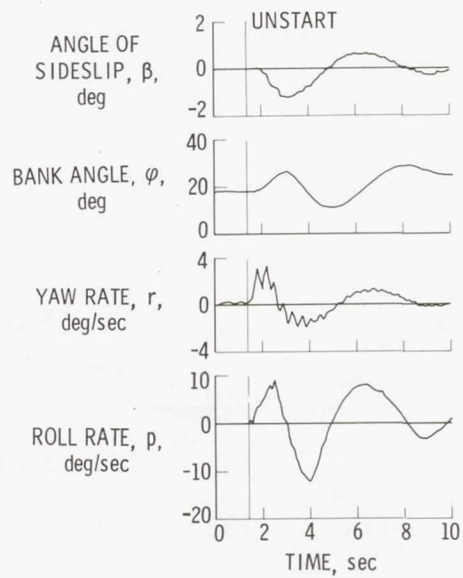 UNSTART
ANGLE OF
SIDESLIP, β,
deg
2
0
-2
BANK ANGLE, φ,
deg
40
20
0
YAW RATE, r,
deg/sec
4
0
-4
ROLL RATE, p,
deg/sec
10
0
-10
-20
0 2 4 6 8 10
TIME, sec